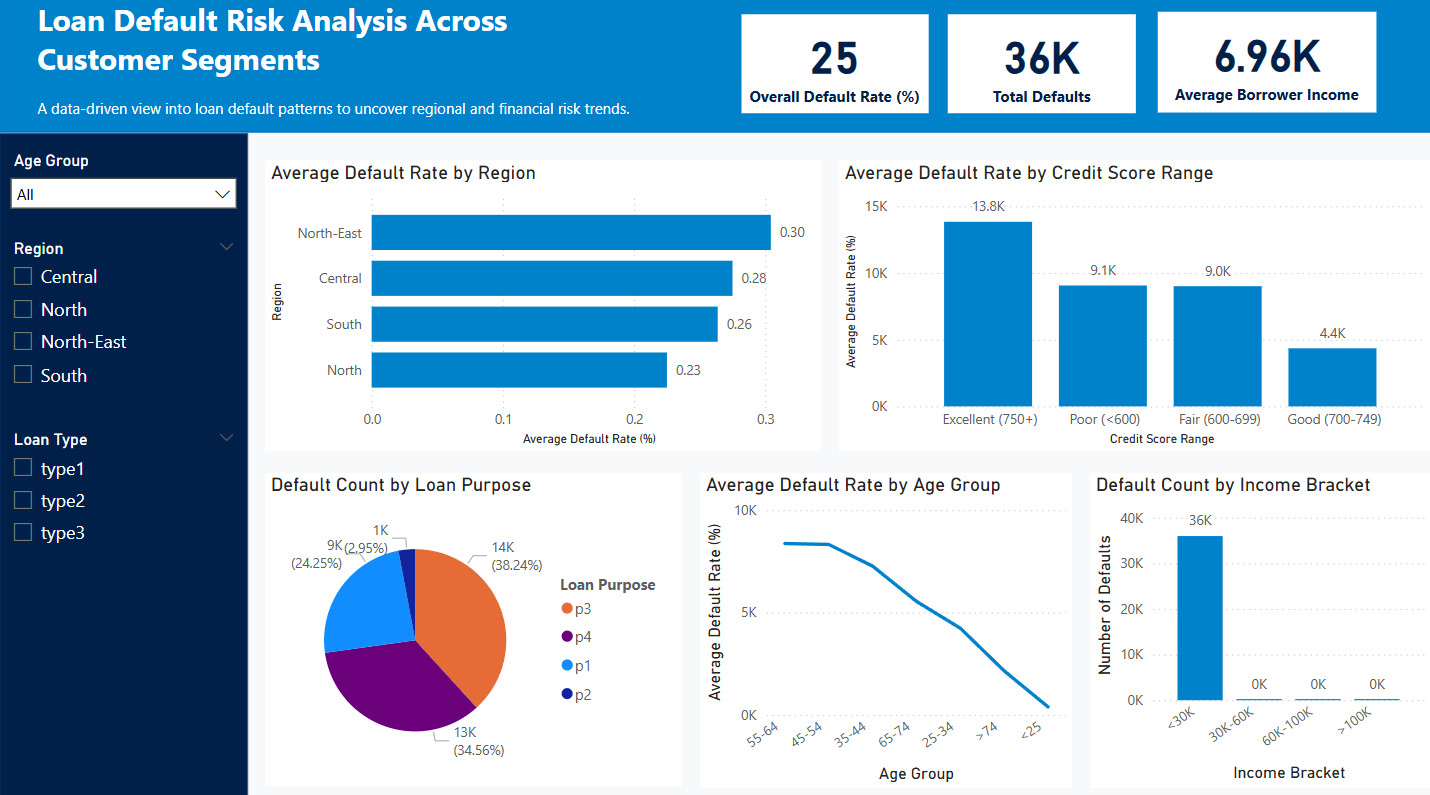 Loan Default Risk Analysis Across
Customer Segments
A data-driven view into loan default patterns to uncover regional and financial risk trends.
25
Overall Default Rate (%)
36K
Total Defaults
6.96K
Average Borrower Income
Age Group
All
Region
Central
North
North-East
South
Loan Type
type1
type2
type3
Average Default Rate by Region
Region
North-East
0.30
Central
0.28
South
0.26
North
0.23
0.0 0.1 0.2 0.3
Average Default Rate (%)
Average Default Rate by Credit Score Range
Average Default Rate (%)
15K
10K
5K
0K
13.8K
9.1K
9.0K
4.4K
Excellent (750+) Poor (<600) Fair (600-699) Good (700-749)
Credit Score Range
Default Count by Loan Purpose
1K
(2.95%)
9K
(24.25%)
14K
(38.24%)
13K
(34.56%)
Loan Purpose
p3
p4
p1
p2
Average Default Rate by Age Group
Average Default Rate (%)
10K
5K
0K
55-64 45-54 35-44 65-74 25-34 >74 <25
Age Group
Default Count by Income Bracket
Number of Defaults
40K
30K
20K
10K
0K
36K
0K
0K
0K
<30K 30K-60K 60K-100K >100K
Income Bracket